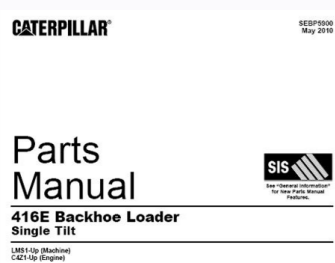 CATERPILLAR®
SEBP5900
May 2010
Parts
Manual
SIS
See "General Information"
for New Parts Manual
Features.
416E Backhoe Loader
Single Tilt
LMS1-Up (Machine)
C4Z1-Up (Engine)